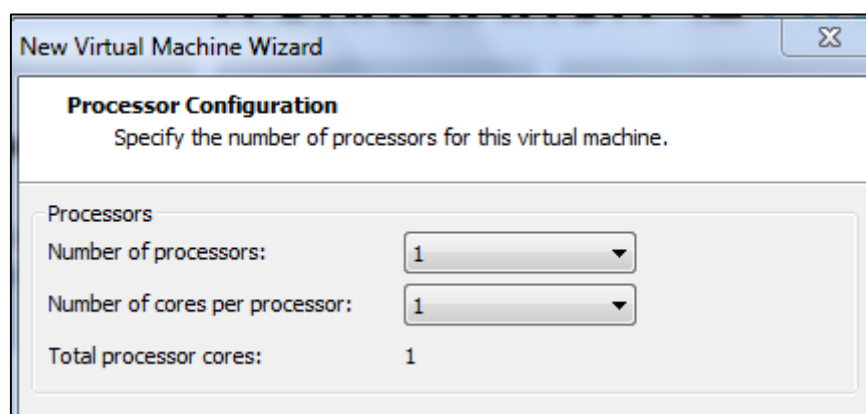 New Virtual Machine Wizard
Processor Configuration
Specify the number of processors for this virtual machine.
Processors
Number of processors: 1
Number of cores per processor: 1
Total processor cores: 1